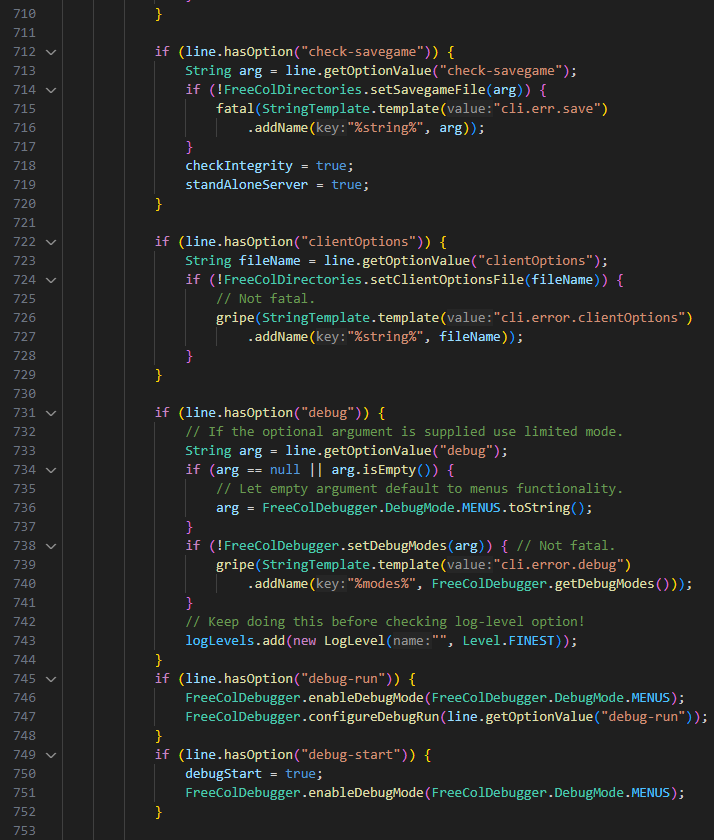 710 }
711
712 if (line.hasOption("check-savegame")) {
713 String arg = line.getOptionValue("check-savegame");
714 if (!FreeColDirectories.setSavegameFile(arg)) {
715 fatal(StringTemplate.template(value:"cli.err.save")
716 .addName(key:"%string%", arg));
717 }
718 checkIntegrity = true;
719 standAloneServer = true;
720 }
721
722 if (line.hasOption("clientOptions")) {
723 String fileName = line.getOptionValue("clientOptions");
724 if (!FreeColDirectories.setClientOptionsFile(fileName)) {
725 // Not fatal.
726 gripe(StringTemplate.template(value:"cli.error.clientOptions")
727 .addName(key:"%string%", fileName));
728 }
729 }
730
731 if (line.hasOption("debug")) {
732 // If the optional argument is supplied use limited mode.
733 String arg = line.getOptionValue("debug");
734 if (arg == null || arg.isEmpty()) {
735 // Let empty argument default to menus functionality.
736 arg = FreeColDebugger.DebugMode.MENUS.toString();
737 }
738 if (!FreeColDebugger.setDebugModes(arg)) { // Not fatal.
739 gripe(StringTemplate.template(value:"cli.error.debug")
740 .addName(key:"%modes%", FreeColDebugger.getDebugModes()));
741 }
742 // Keep doing this before checking log-level option!
743 logLevels.add(new LogLevel(name:"", Level.FINEST));
744 }
745 if (line.hasOption("debug-run")) {
746 FreeColDebugger.enableDebugMode(FreeColDebugger.DebugMode.MENUS);
747 FreeColDebugger.configureDebugRun(line.getOptionValue("debug-run"));
748 }
749 if (line.hasOption("debug-start")) {
750 debugStart = true;
751 FreeColDebugger.enableDebugMode(FreeColDebugger.DebugMode.MENUS);
752 }
753